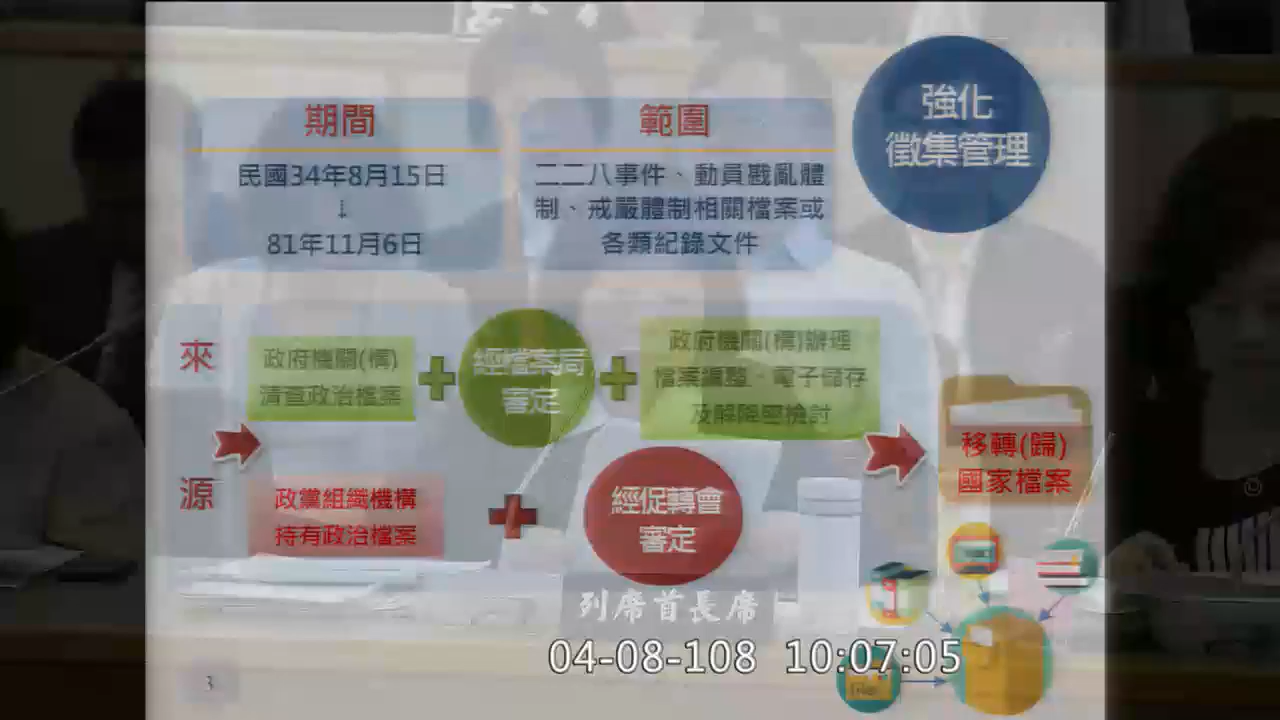 強化
徵集管理
期間
民國34年8月15日
↓
81年11月6日
範圍
二二八事件、動員戡亂體
制、戒嚴體制相關檔案或
各類紀錄文件
來
源
政府機關(構)
清查政治檔案
經檔案局
審定
政府機關(構)辦理
檔案編整、電子儲存
及解降密檢討
政黨組織機構
持有政治檔案
經促轉會
審定
移轉(歸)
國家檔案
列席首長席
04-08-108 10:07:05
3